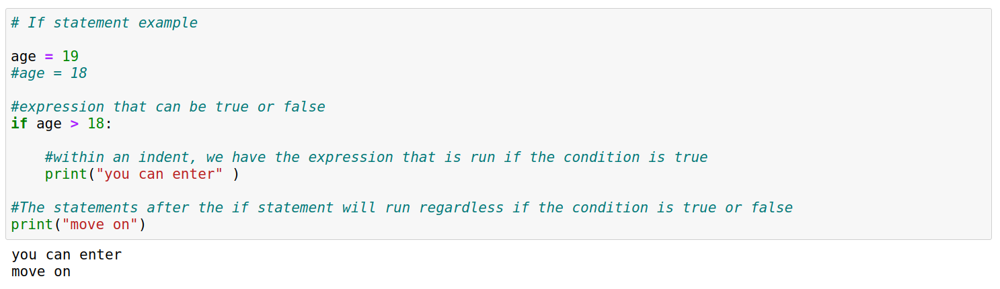 # If statement example
age = 19
#age = 18
#expression that can be true or false
if age > 18:
#within an indent, we have the expression that is run if the condition is true
print("you can enter" )
#The statements after the if statement will run regardless if the condition is true or false
print("move on")
you can enter
move on